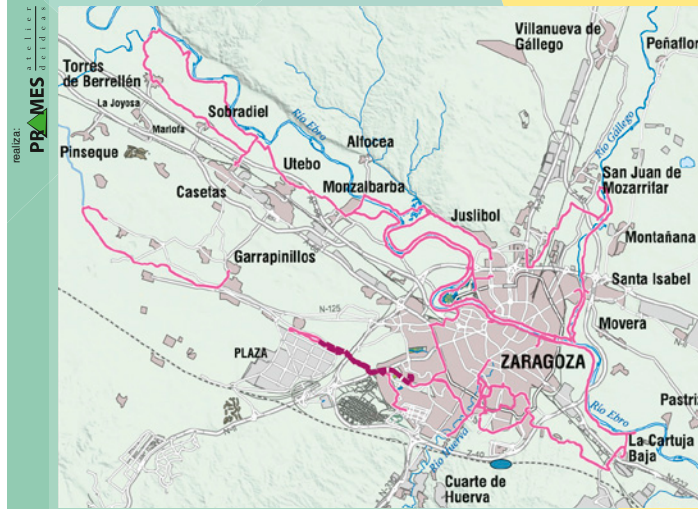 realiza:
PRAMES
atelier
deideas
Villanueva de
Gállego
Peñaflor
Torres
de Berrellén
La Joyosa
Marlofa
Sobradiel
Río Ebro
Alfocea
Río Gállego
Pinseque
Utebo
San Juan de
Mozarrifar
Casetas
Monzalbarba
Juslibol
Montañana
Garrapinillos
Santa Isabel
N-125
Movera
PLAZA
ZARAGOZA
Río Ebro
Pastriz
Río Huerva
Z-40
La Cartuja
Baja
Cuarte de
Huerva